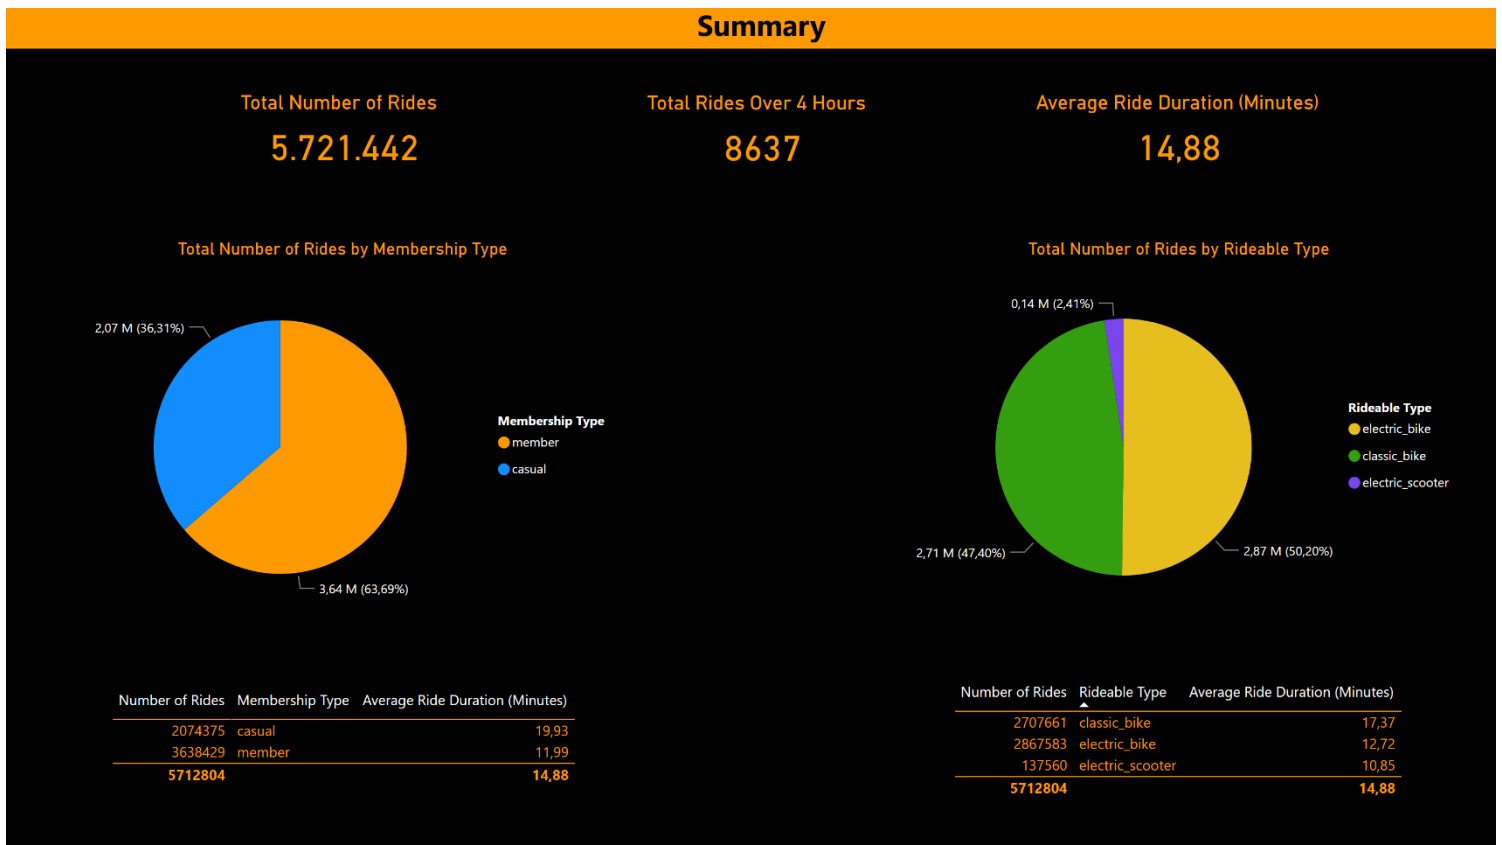 Summary
Total Number of Rides
5.721.442
Total Rides Over 4 Hours
8637
Average Ride Duration (Minutes)
14,88
Total Number of Rides by Membership Type
2,07 M (36,31%)
3,64 M (63,69%)
Membership Type
member
casual
Total Number of Rides by Rideable Type
0,14 M (2,41%)
2,71 M (47,40%)
2,87 M (50,20%)
Rideable Type
electric_bike
classic_bike
electric_scooter
Number of Rides Membership Type Average Ride Duration (Minutes)
2074375 casual 19,93
3638429 member 11,99
5712804 14,88
Number of Rides Rideable Type Average Ride Duration (Minutes)
2707661 classic_bike 17,37
2867583 electric_bike 12,72
137560 electric_scooter 10,85
5712804 14,88